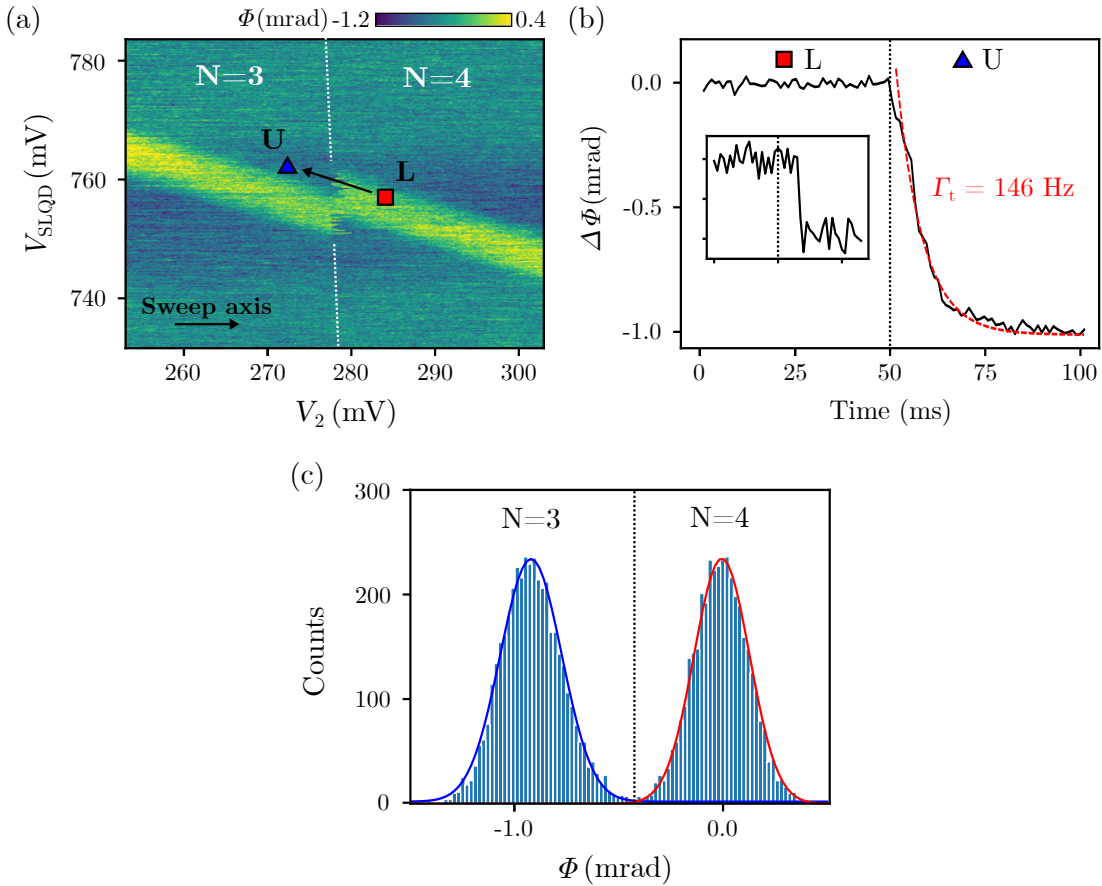 (a)
Φ(mrad) -1.2 0.4
780
760
740
V_SLQD (mV)
N=3
N=4
U
L
Sweep axis
260 270 280 290 300
V_2 (mV)
(b)
L
U
0.0
-0.5
-1.0
ΔΦ(mrad)
Γ_t = 146 Hz
0 25 50 75 100
Time (ms)
(c)
300
200
100
0
Counts
N=3
N=4
-1.0 0.0
Φ (mrad)